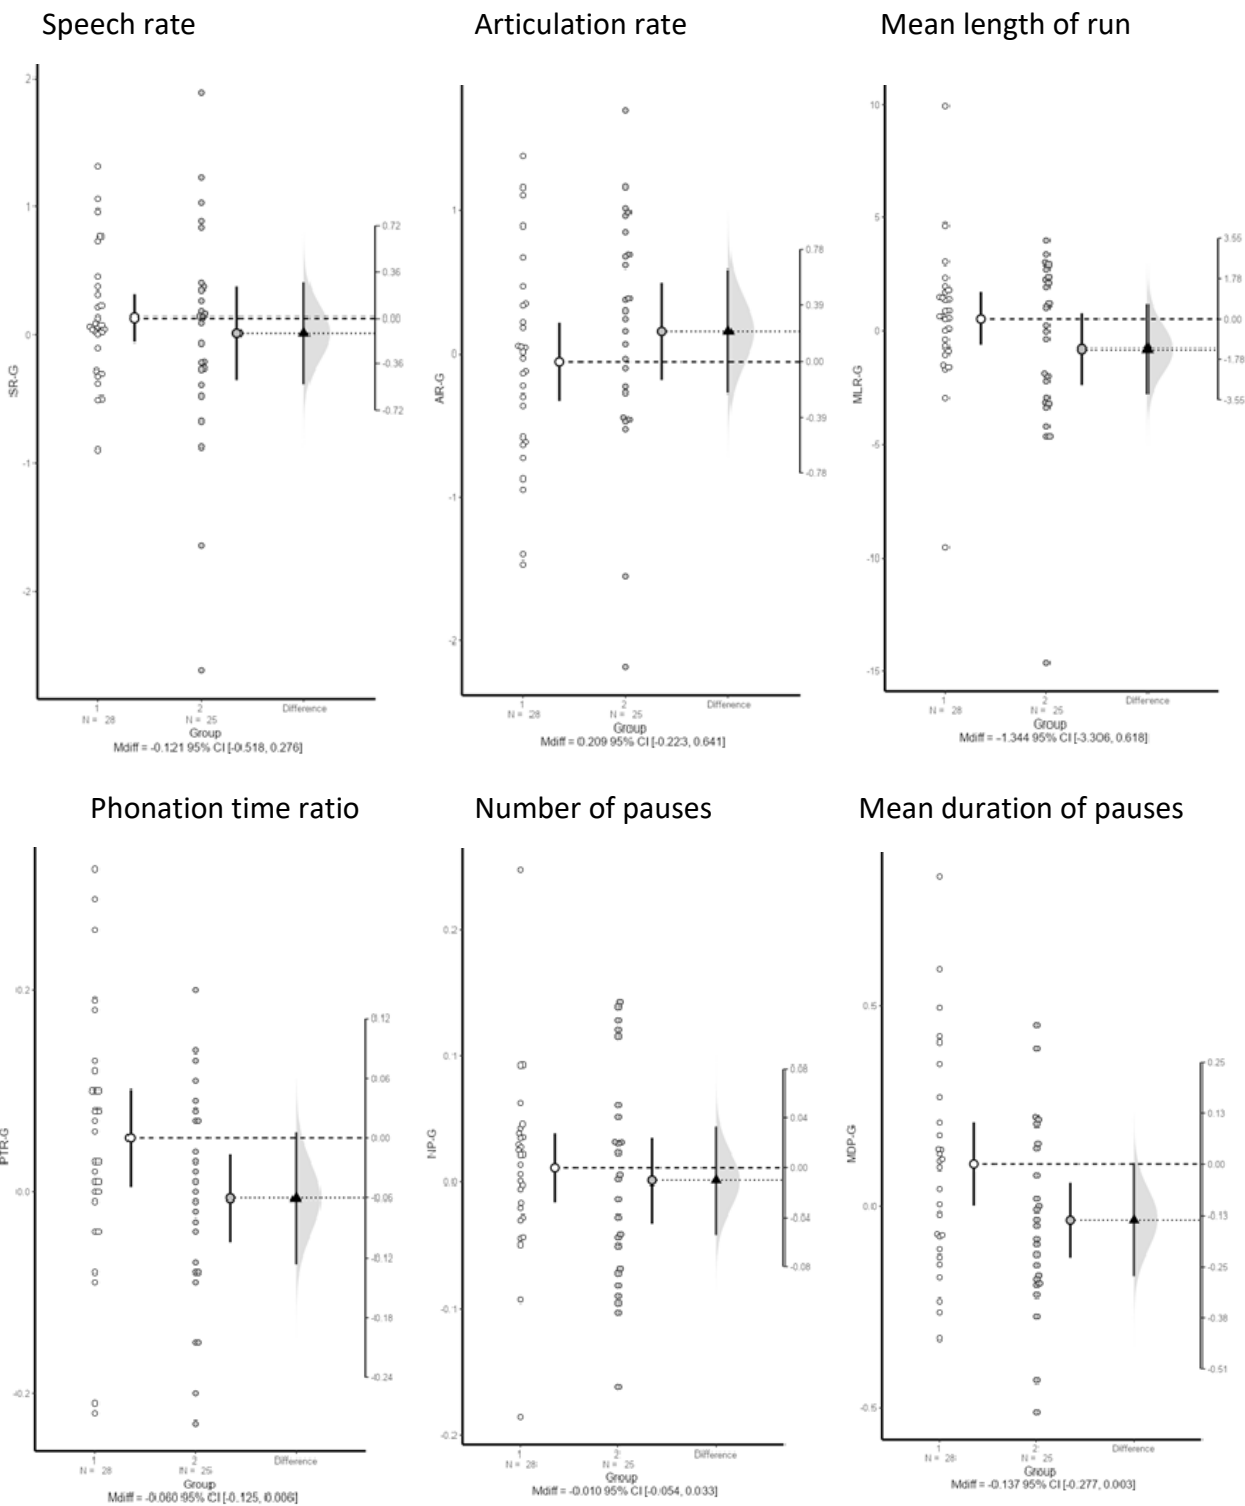 Speech rate
Articulation rate
Mean length of run
2
1
0
-1
-2
SR-G
0.72
0.36
0.00
-0.36
-0.72
1
N = 28
2
N = 25
Difference
Group
Mdiff = -0.121 95% CI [-0.518, 0.276]
1
0
-1
-2
AR-G
0.78
0.39
0.00
-0.39
-0.78
1
N = 28
2
N = 25
Difference
Group
Mdiff = 0.209 95% CI [-0.223, 0.641]
10
5
0
-5
-10
-15
MLR-G
3.55
1.78
0.00
-1.78
-3.55
1
N = 28
2
N = 25
Difference
Group
Mdiff = -1.344 95% CI [-3.306, 0.618]
Phonation time ratio
Number of pauses
Mean duration of pauses
0.2
0.0
-0.2
PTR-G
0.12
0.06
0.00
-0.06
-0.12
-0.18
-0.24
1
N = 28
2
N = 25
Difference
Group
Mdiff = -0.060 95% CI [-0.125, 0.006]
0.2
0.1
0.0
-0.1
-0.2
NP-G
0.08
0.04
0.00
-0.04
-0.08
1
N = 28
2
N = 25
Difference
Group
Mdiff = -0.010 95% CI [-0.054, 0.033]
0.5
0.0
-0.5
MDP-G
0.25
0.13
0.00
-0.13
-0.25
-0.38
-0.51
1
N = 28
2
N = 25
Difference
Group
Mdiff = -0.137 95% CI [-0.277, 0.003]